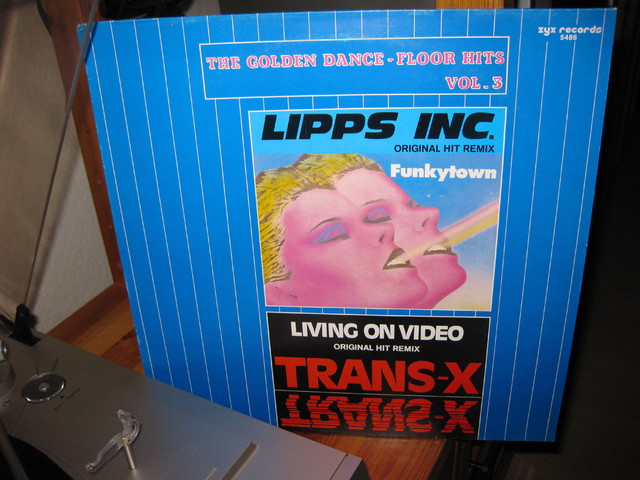 xyx records
5486
THE GOLDEN DANCE-FLOOR HITS
VOL.3
LIPPS INC.
ORIGINAL HIT REMIX
Funkytown
LIVING ON VIDEO
ORIGINAL HIT REMIX
TRANS-X
TRANS-X